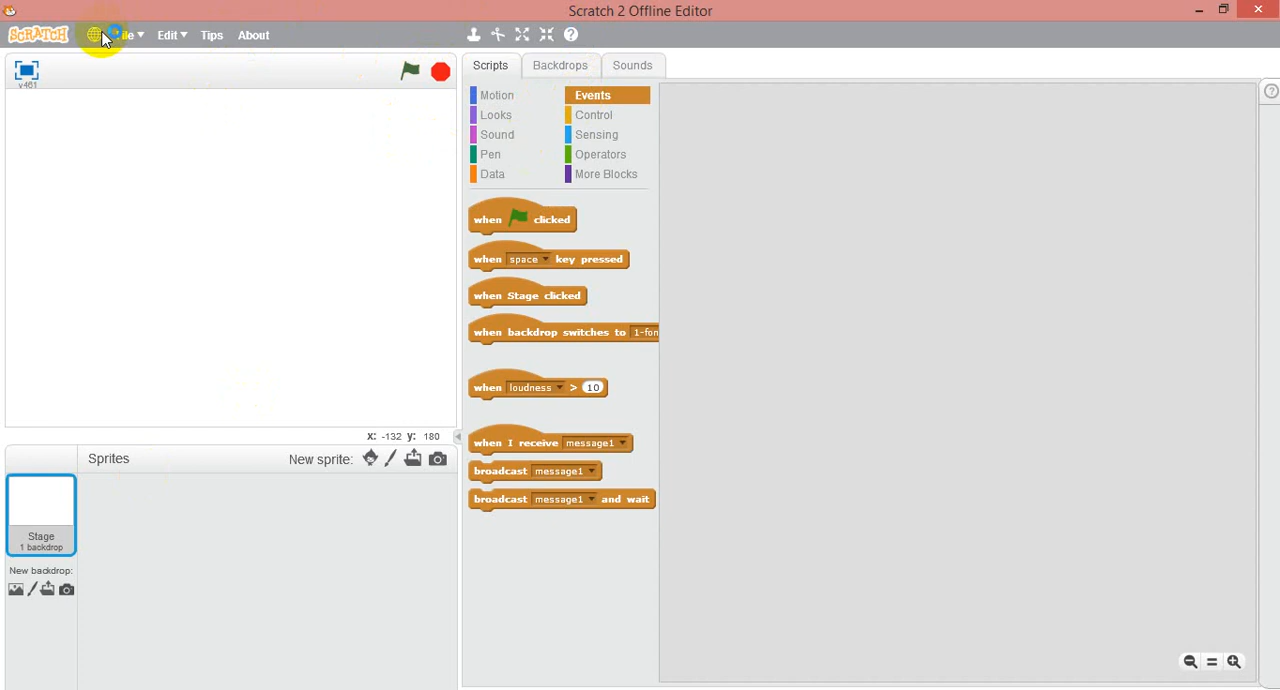 Scratch 2 Offline Editor
SCRATCH
File Edit Tips About
v461
Scripts Backdrops Sounds
Motion Events
Looks Control
Sound Sensing
Pen Operators
Data More Blocks
when clicked
when space key pressed
when Stage clicked
when backdrop switches to
when loudness > 10
when I receive message1
broadcast message1
broadcast message1 and wait
x: -132 y: 180
Sprites New sprite:
Stage
1 backdrop
New backdrop: